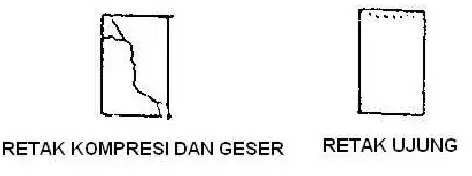 RETAK KOMPRESI DAN GESER
RETAK UJUNG